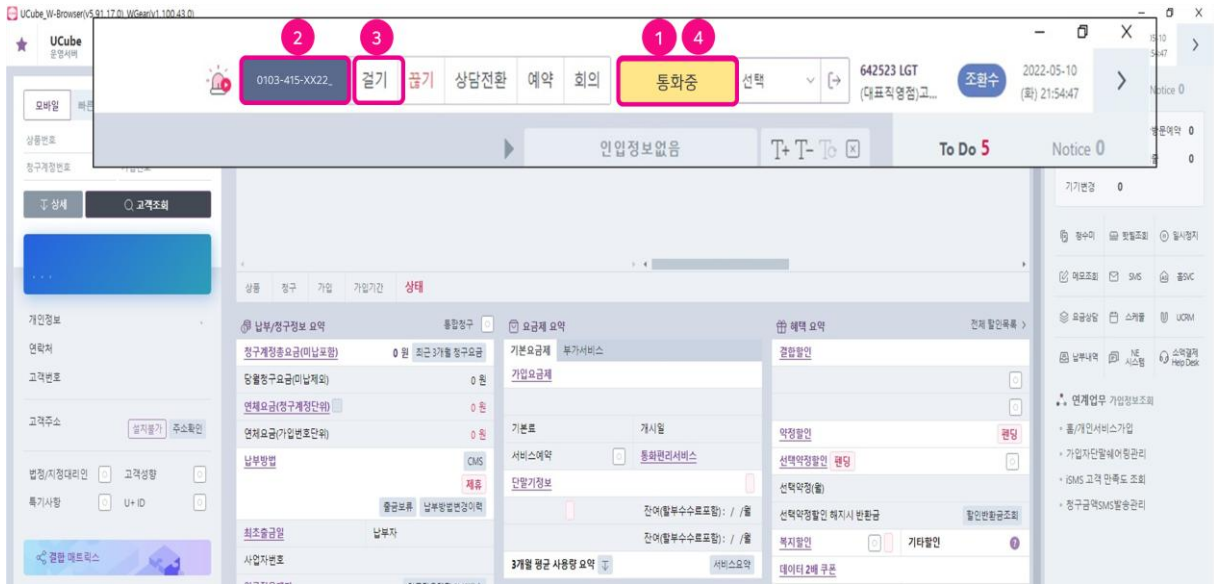 UCube_W-Browser(v5.91.17.0) WGear(v1.100.43.0)
UCube
운영서버
2 3 1 4
0103-415-XX22_ 걸기 끊기 상담전환 예약 회의 통화중 선택 642523 LGT 조환수 2022-05-10
(대표직영점)고... (화) 21:54:47
인입정보없음 T+ T- To x To Do 5 Notice 0
Notice 0
모바일
상품번호
청구계정번호
방문예약 0
0
기기변경 0
상세 고객조회
상품 청구 가입 가입기간 상태
개인정보
연락처
고객번호
고객주소 설치불가 주소확인
법정/지정대리인 고객성향
특기사항 U+ ID
결합 매트릭스
납부/청구정보 요약 통합청구
청구계정총요금(미납포함) 0 원 최근 3개월 청구요금
당월청구요금(미납제외) 0 원
연체요금(청구계정단위) 0 원
연체요금(가입번호단위) 0 원
납부방법 CMS
제휴
출금보류 납부방법변경이력
최초출금일 납부자
사업자번호
요금제 요약
기본요금제 부가서비스
가입요금제
기본료 개시일
서비스예약 통화편리서비스
단말기정보
잔여(할부수수료포함): / /월
잔여(할부수수료포함): / /월
3개월 평균 사용량 요약 서비스요약
혜택 요약 전체 할인목록 >
결합할인
약정할인 펜딩
선택약정할인 펜딩
선택약정(월)
선택약정할인 해지시 반환금 할인반환금조회
복지할인 기타할인 ?
데이터 2배 쿠폰
장수미 핫빌조회 일시정지
메모조회 SMS 홈SVC
요금상담 스케줄 UCRM
납부내역 NE시스템 소액결제 Help Desk
연계업무 가입정보조회
홈/개인서비스가입
가입자단말쉐어링관리
iSMS 고객 만족도 조회
청구금액SMS발송관리